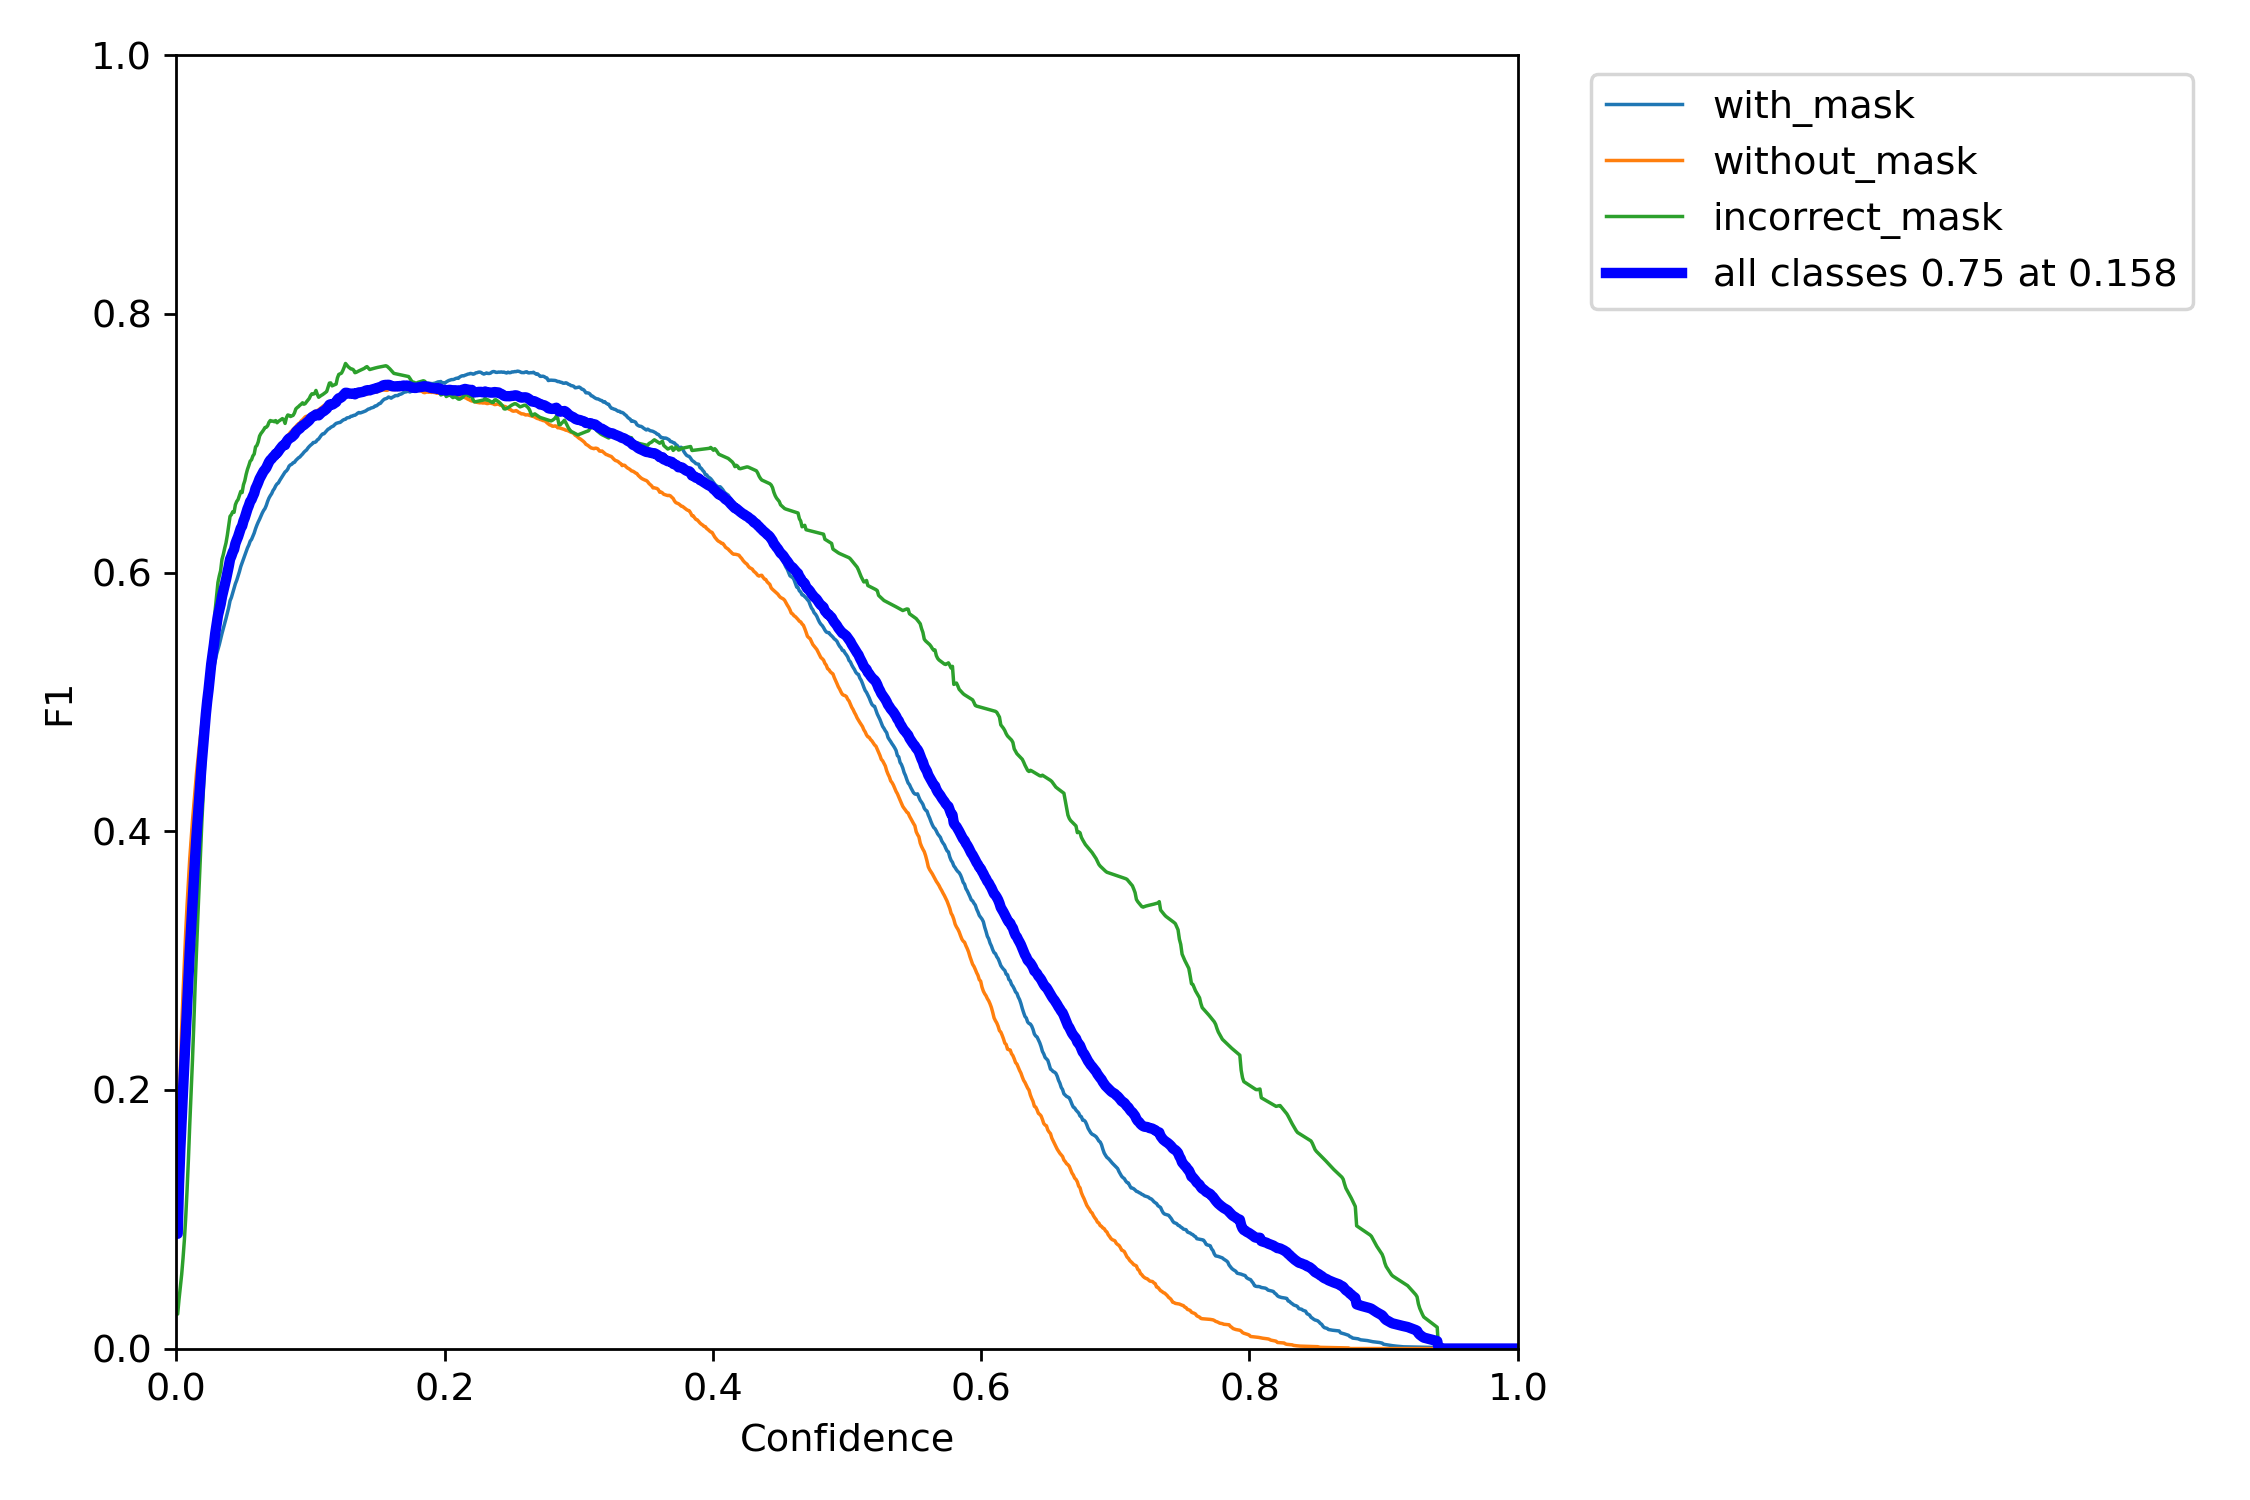 1.0
0.8
0.6
0.4
0.2
0.0
F1
0.0 0.2 0.4 0.6 0.8 1.0
Confidence
with_mask
without_mask
incorrect_mask
all classes 0.75 at 0.158